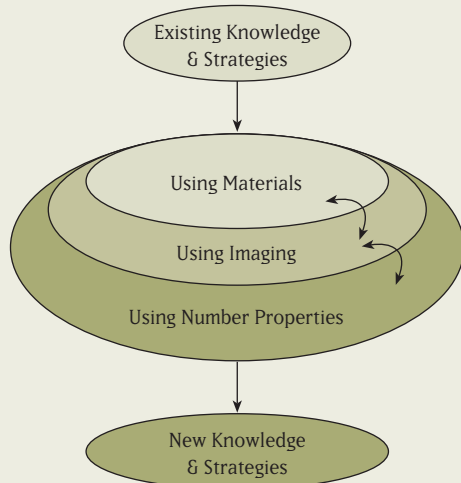 Existing Knowledge
& Strategies
Using Materials
Using Imaging
Using Number Properties
New Knowledge
& Strategies